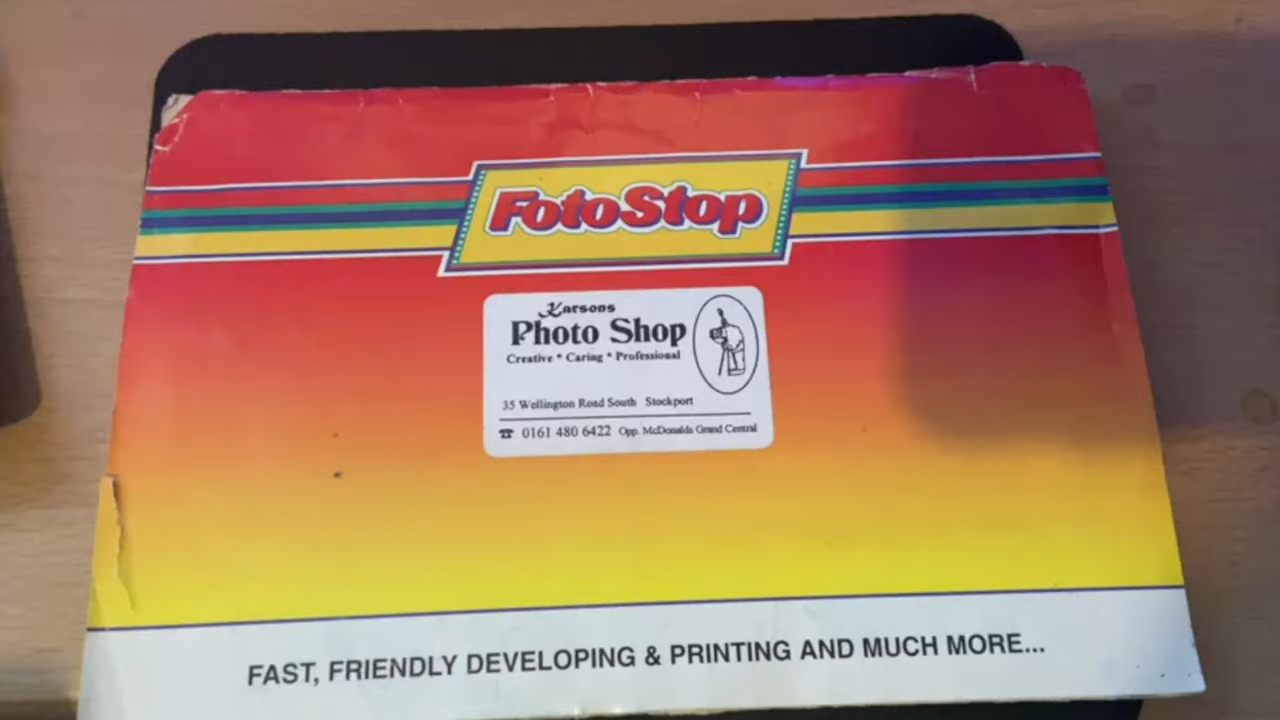 FotoStop
Karsons
Photo Shop
Creative * Caring * Professional
35 Wellington Road South Stockport
☎ 0161 480 6422 Opp. McDonalds Grand Central
FAST, FRIENDLY DEVELOPING & PRINTING AND MUCH MORE...